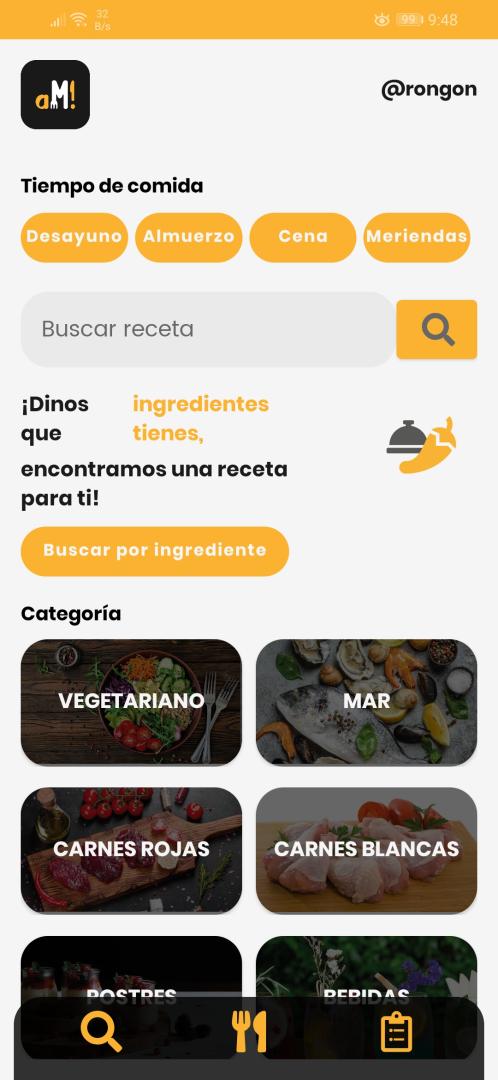 32
B/s
99
9:48
aM!
@rongon
Tiempo de comida
Desayuno
Almuerzo
Cena
Meriendas
Buscar receta
¡Dinos que
ingredientes tienes,
encontramos una receta
para ti!
Buscar por ingrediente
Categoría
VEGETARIANO
MAR
CARNES ROJAS
CARNES BLANCAS
POSTRES
BEBIDAS